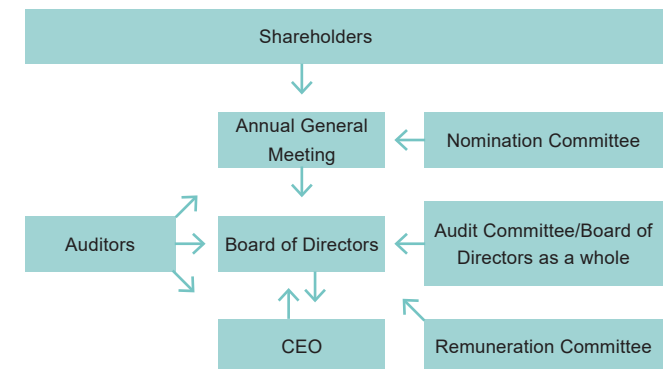 Shareholders
Annual General
Meeting
Nomination Committee
Auditors
Board of Directors
Audit Committee/Board of
Directors as a whole
CEO
Remuneration Committee